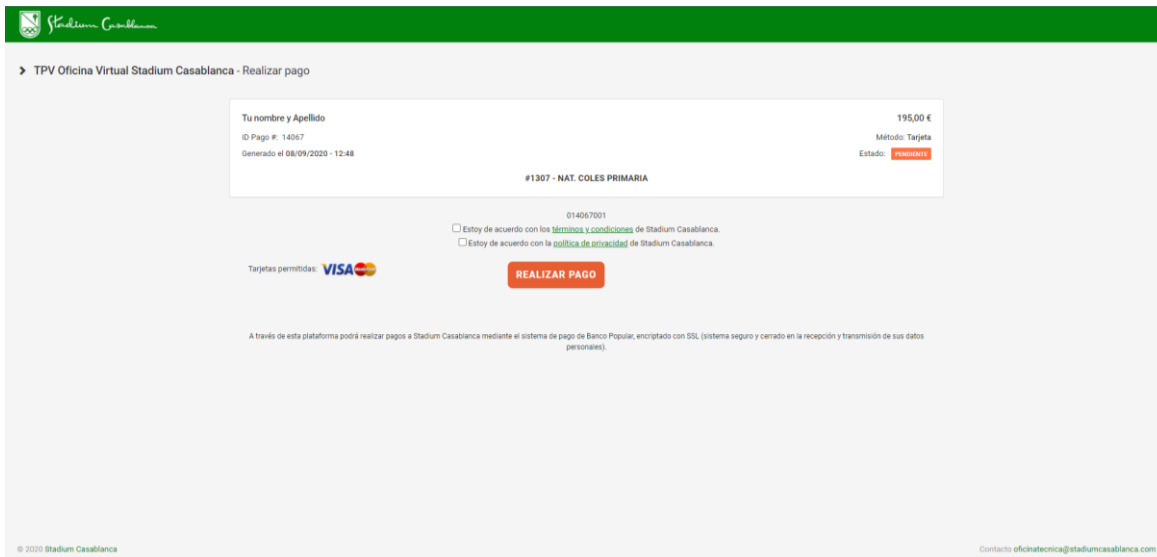 Stadium Casablanca
TPV Oficina Virtual Stadium Casablanca - Realizar pago
Tu nombre y Apellido 195,00 €
ID Pago #: 14067 Método: Tarjeta
Generado el 08/09/2020 - 12:48 Estado: PENDIENTE
#1307 - NAT. COLES PRIMARIA
014067001
Estoy de acuerdo con los términos y condiciones de Stadium Casablanca.
Estoy de acuerdo con la política de privacidad de Stadium Casablanca.
Tarjetas permitidas: VISA MasterCard REALIZAR PAGO
A través de esta plataforma podrá realizar pagos a Stadium Casablanca mediante el sistema de pago de Banco Popular, encriptado con SSL (sistema seguro y cerrado en la recepción y transmisión de sus datos
personales).
© 2020 Stadium Casablanca Contacto oficinatecnica@stadiumcasablanca.com